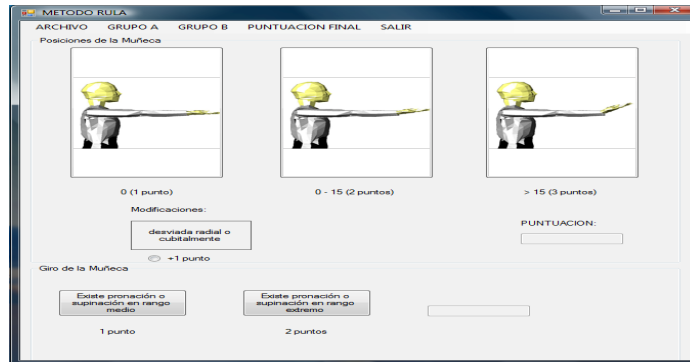 METODO RULA
ARCHIVO GRUPO A GRUPO B PUNTUACION FINAL SALIR
Posiciones de la Muñeca
0 (1 punto) 0 - 15 (2 puntos) > 15 (3 puntos)
Modificaciones:
desviada radial o
cubitalmente
PUNTUACION:
+1 punto
Giro de la Muñeca
Existe pronación o
supinación en rango
medio
Existe pronación o
supinación en rango
extremo
1 punto 2 puntos